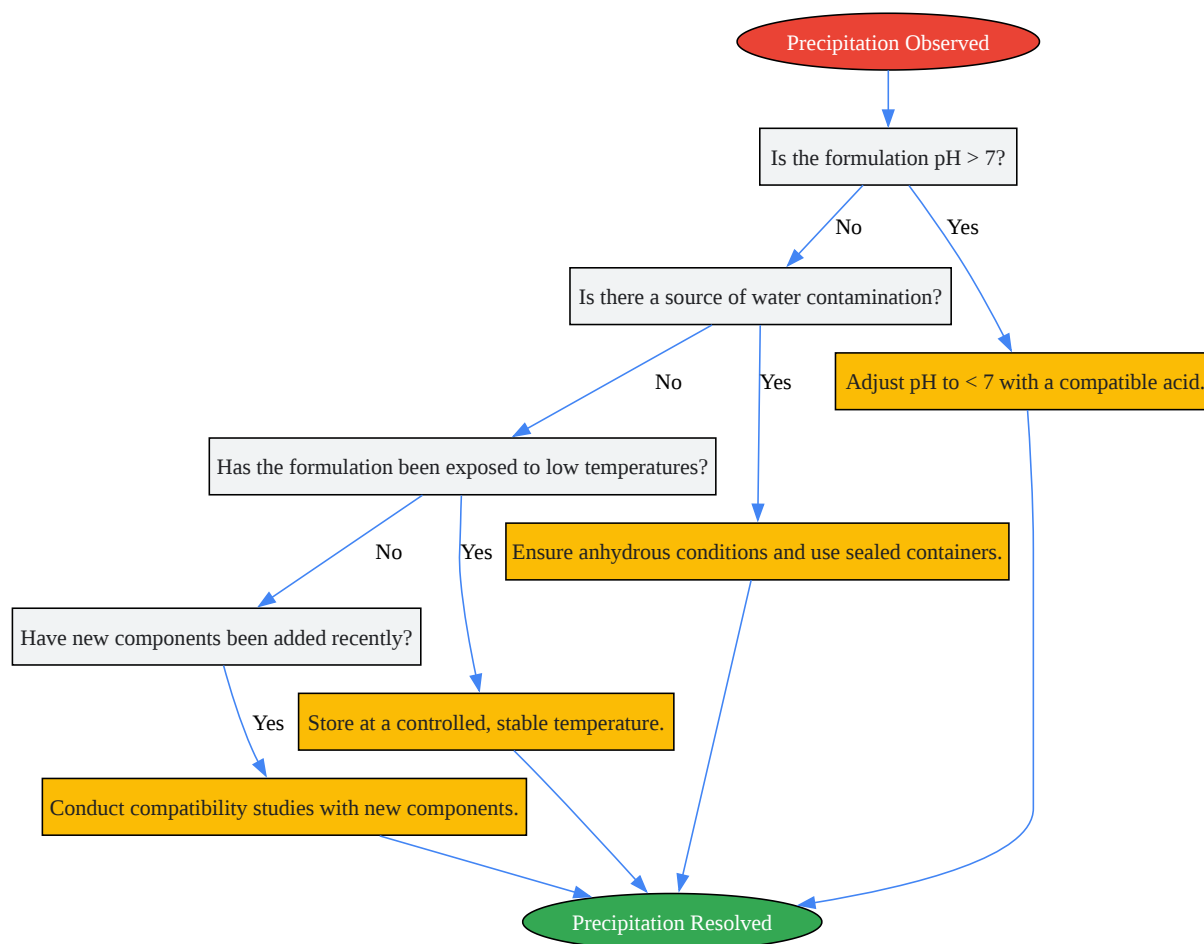 Precipitation Observed
Is the formulation pH > 7?
No
Yes
Is there a source of water contamination?
No
Yes
Adjust pH to < 7 with a compatible acid.
Has the formulation been exposed to low temperatures?
No
Yes
Ensure anhydrous conditions and use sealed containers.
Have new components been added recently?
Yes
Store at a controlled, stable temperature.
Conduct compatibility studies with new components.
Precipitation Resolved